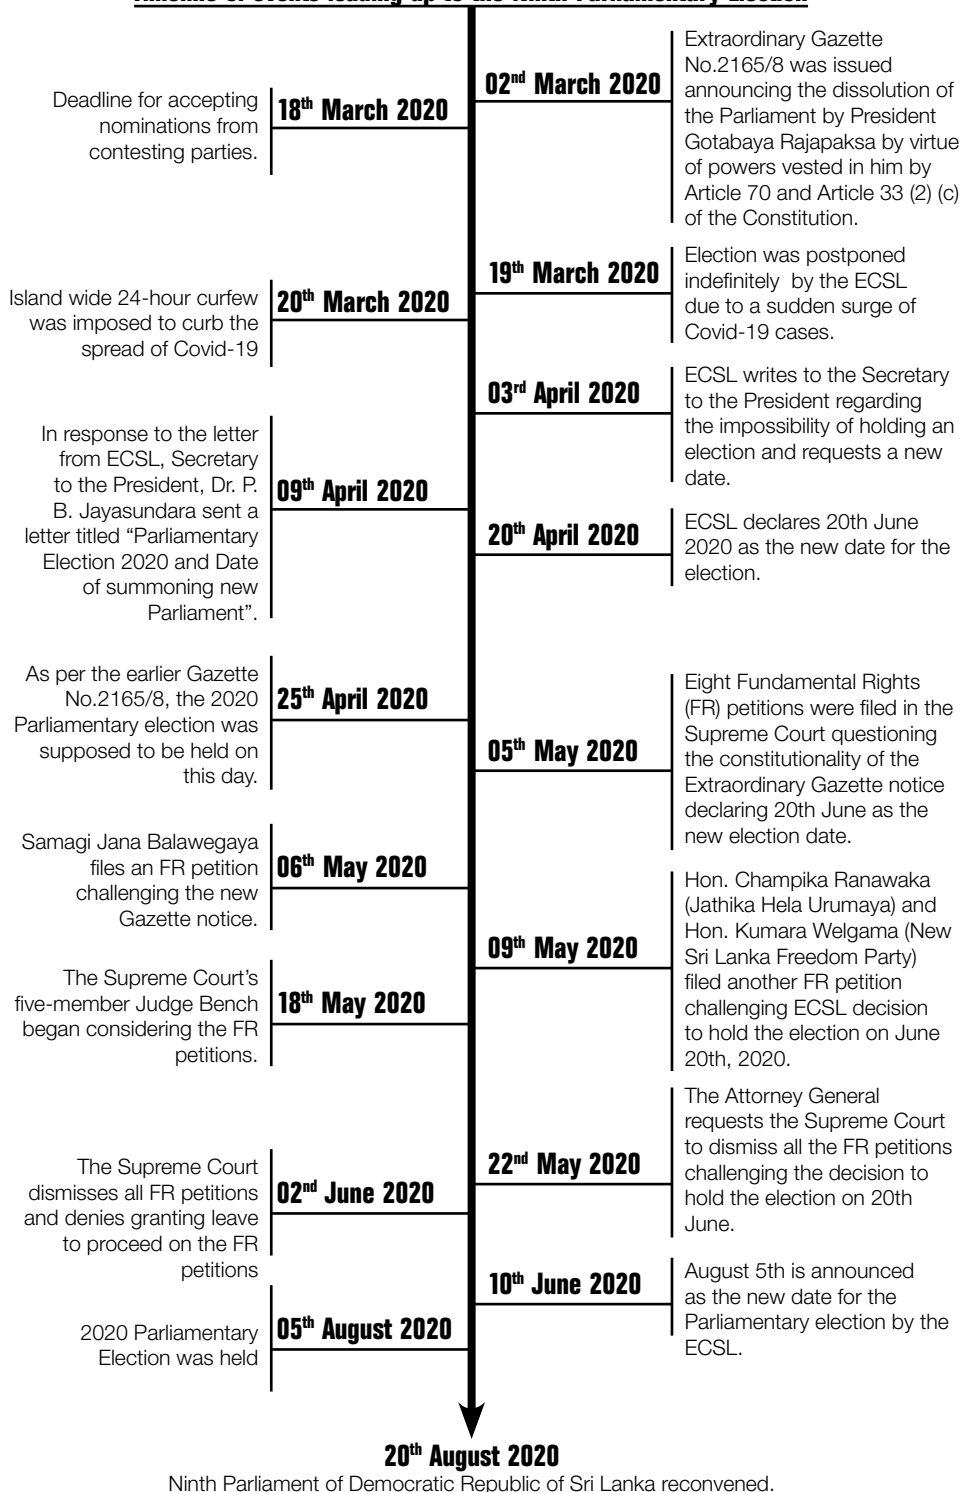 Timeline of events leading up to the Ninth Parliamentary Election
02nd March 2020
Extraordinary Gazette
No.2165/8 was issued
announcing the dissolution of
the Parliament by President
Gotabaya Rajapaksa by virtue
of powers vested in him by
Article 70 and Article 33 (2) (c)
of the Constitution.
18th March 2020
Deadline for accepting
nominations from
contesting parties.
19th March 2020
Election was postponed
indefinitely by the ECSL
due to a sudden surge of
Covid-19 cases.
20th March 2020
Island wide 24-hour curfew
was imposed to curb the
spread of Covid-19
03rd April 2020
ECSL writes to the Secretary
to the President regarding
the impossibility of holding an
election and requests a new
date.
09th April 2020
In response to the letter
from ECSL, Secretary
to the President, Dr. P.
B. Jayasundara sent a
letter titled “Parliamentary
Election 2020 and Date
of summoning new
Parliament”.
20th April 2020
ECSL declares 20th June
2020 as the new date for the
election.
25th April 2020
As per the earlier Gazette
No.2165/8, the 2020
Parliamentary election was
supposed to be held on
this day.
05th May 2020
Eight Fundamental Rights
(FR) petitions were filed in the
Supreme Court questioning
the constitutionality of the
Extraordinary Gazette notice
declaring 20th June as the
new election date.
06th May 2020
Samagi Jana Balawegaya
files an FR petition
challenging the new
Gazette notice.
09th May 2020
Hon. Champika Ranawaka
(Jathika Hela Urumaya) and
Hon. Kumara Welgama (New
Sri Lanka Freedom Party)
filed another FR petition
challenging ECSL decision
to hold the election on June
20th, 2020.
18th May 2020
The Supreme Court’s
five-member Judge Bench
began considering the FR
petitions.
22nd May 2020
The Attorney General
requests the Supreme Court
to dismiss all the FR petitions
challenging the decision to
hold the election on 20th
June.
02nd June 2020
The Supreme Court
dismisses all FR petitions
and denies granting leave
to proceed on the FR
petitions
10th June 2020
August 5th is announced
as the new date for the
Parliamentary election by the
ECSL.
05th August 2020
2020 Parliamentary
Election was held
20th August 2020
Ninth Parliament of Democratic Republic of Sri Lanka reconvened.